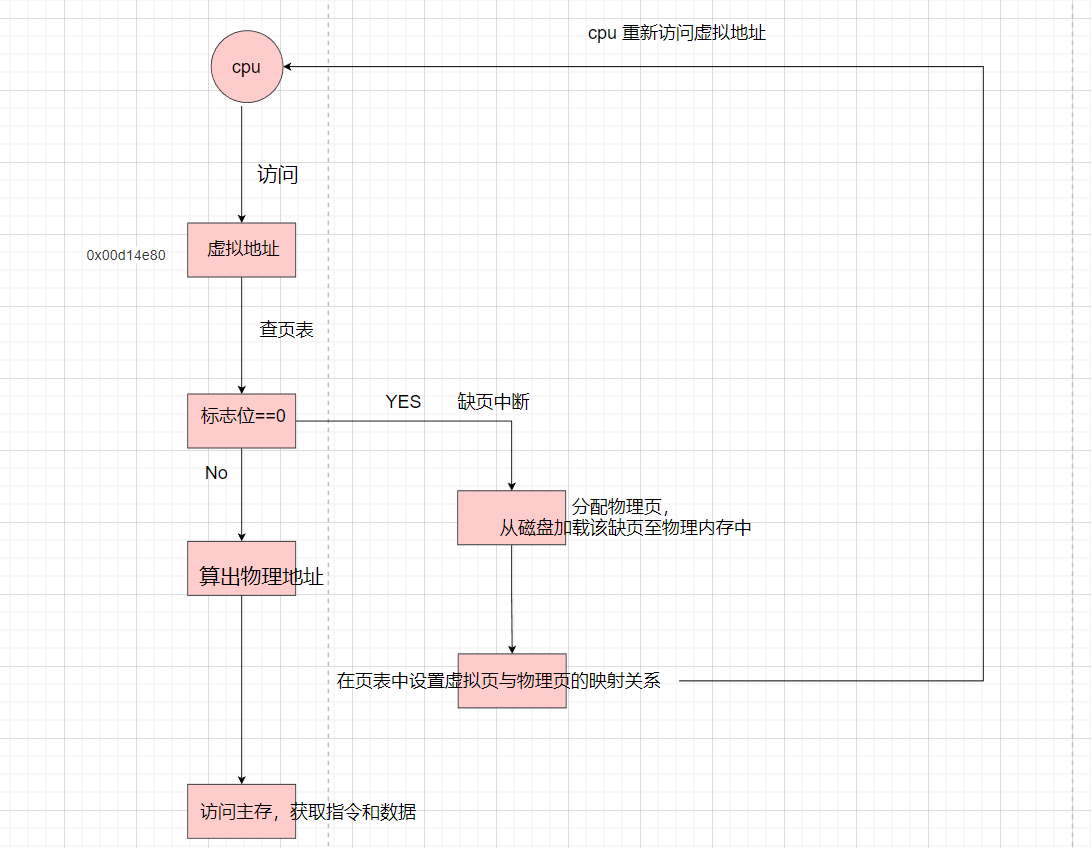 cpu 重新访问虚拟地址
cpu
访问
虚拟地址
0x00d14e80
查页表
YES
缺页中断
标志位==0
No
分配物理页，
从磁盘加载该缺页至物理内存中
算出物理地址
在页表中设置虚拟页与物理页的映射关系
访问主存，获取指令和数据